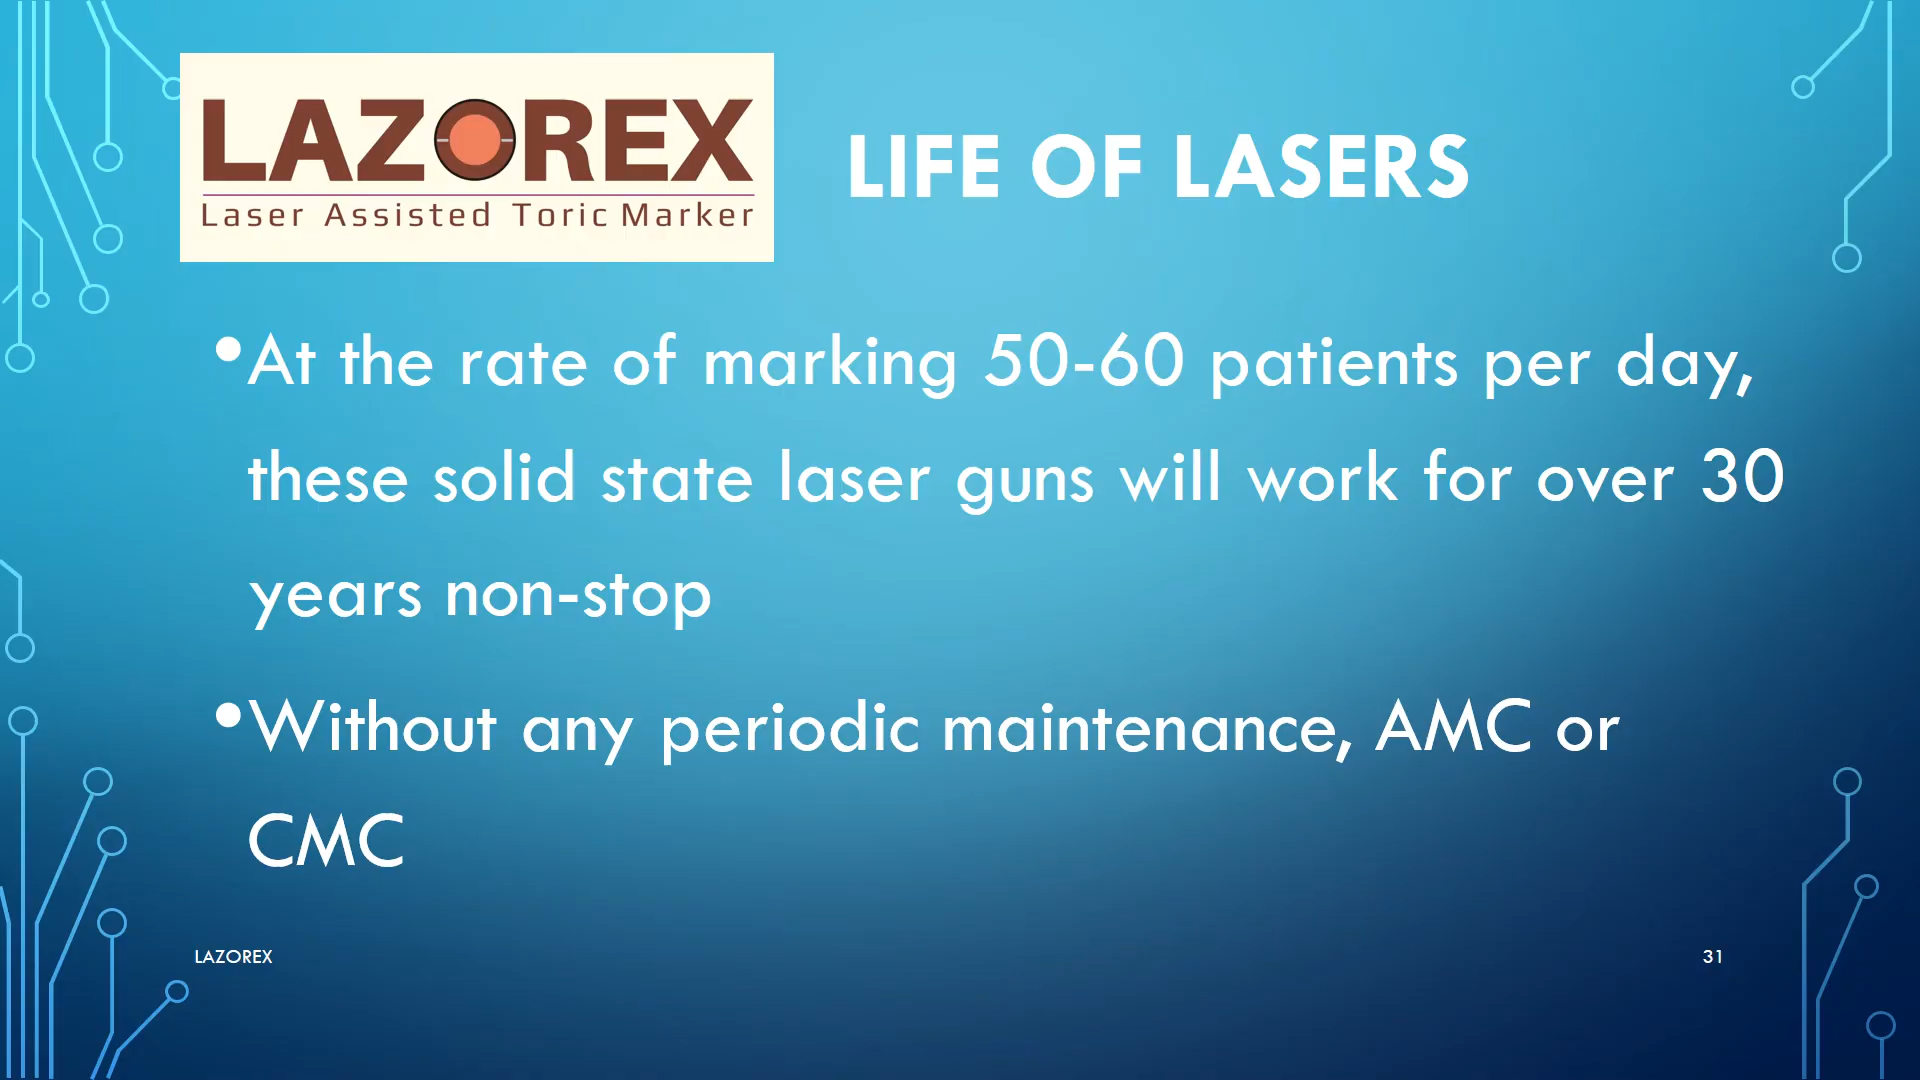 LAZOREX
Laser Assisted Toric Marker
LIFE OF LASERS
•At the rate of marking 50-60 patients per day,
these solid state laser guns will work for over 30
years non-stop
•Without any periodic maintenance, AMC or
CMC
LAZOREX
31